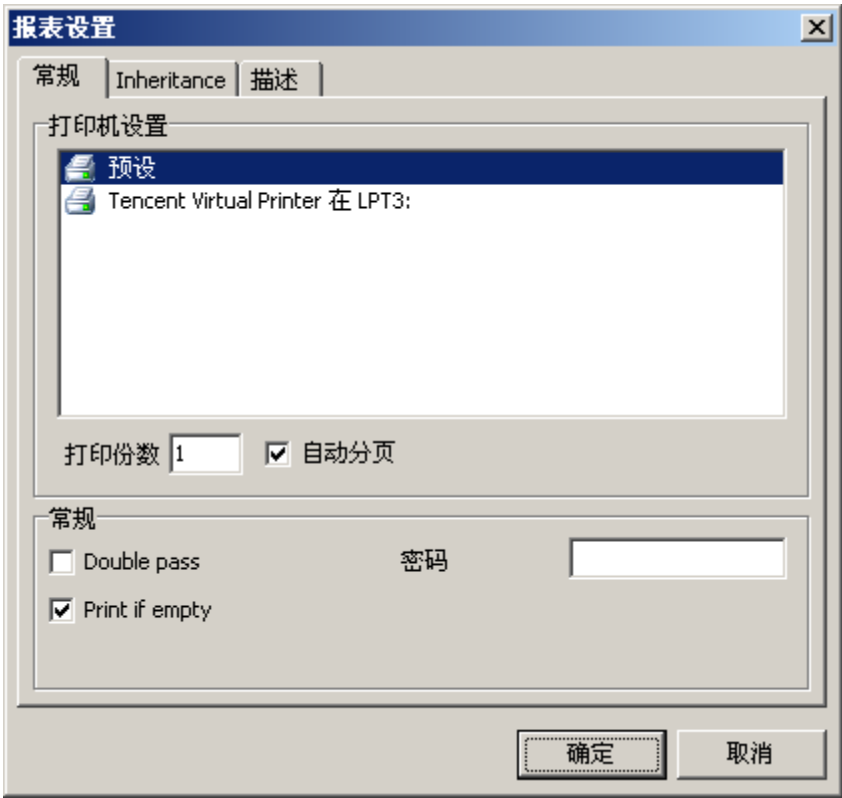 报表设置
常规 Inheritance 描述
打印机设置
预设
Tencent Virtual Printer 在 LPT3:
打印份数 1 自动分页
常规
Double pass 密码
Print if empty
确定 取消